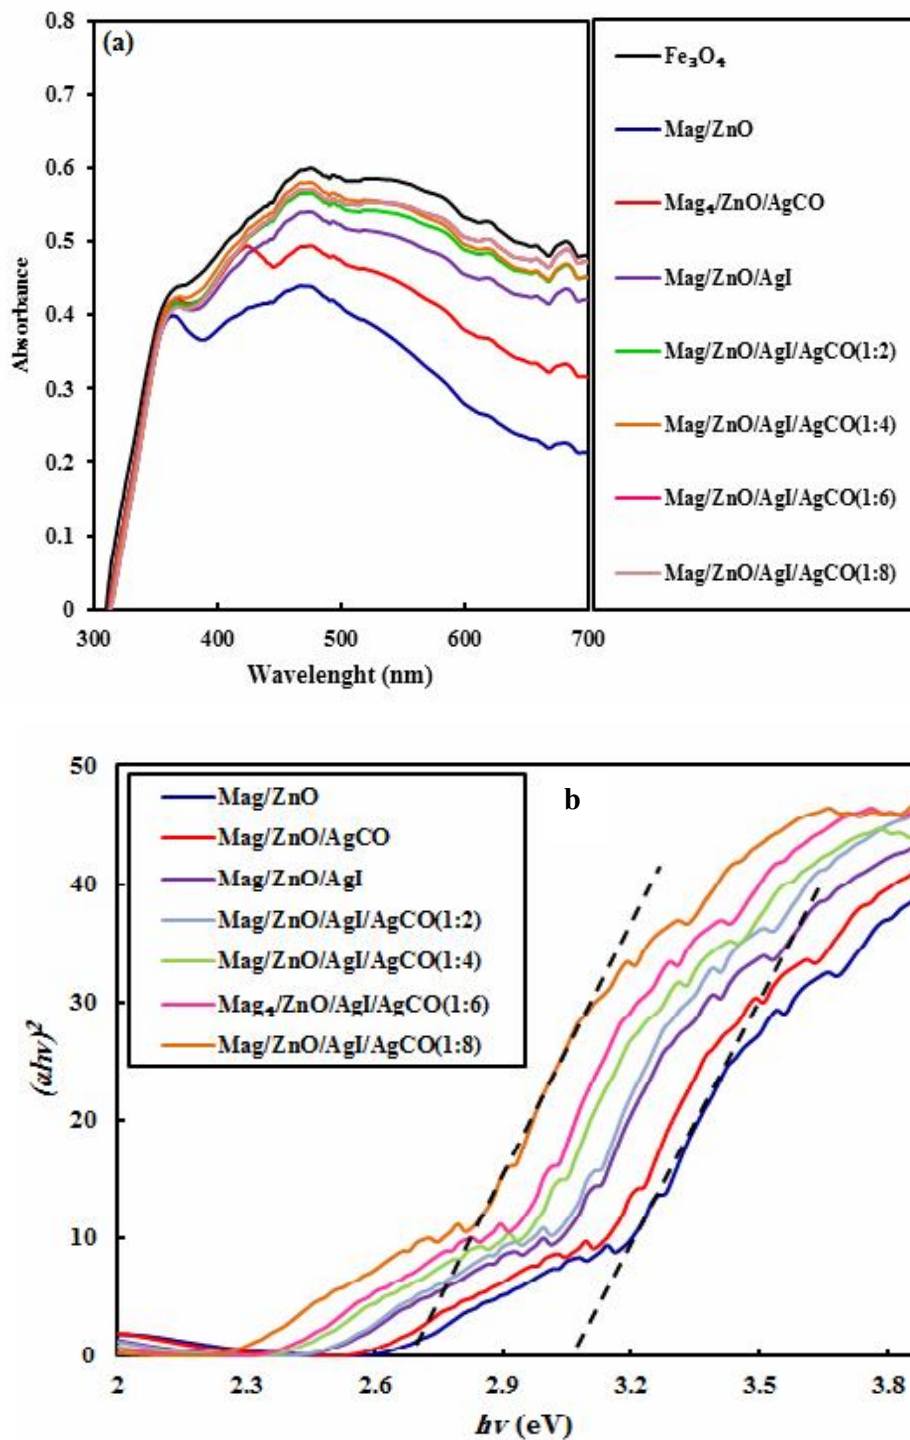 (a)
0.8
0.7
0.6
0.5
0.4
0.3
0.2
0.1
0
Absorbance
300 400 500 600 700
Wavelenght (nm)
Fe₃O₄
Mag/ZnO
Mag₄/ZnO/AgCO
Mag/ZnO/AgI
Mag/ZnO/AgI/AgCO(1:2)
Mag/ZnO/AgI/AgCO(1:4)
Mag/ZnO/AgI/AgCO(1:6)
Mag/ZnO/AgI/AgCO(1:8)
b
50
40
30
20
10
0
(αhν)²
Mag/ZnO
Mag/ZnO/AgCO
Mag/ZnO/AgI
Mag/ZnO/AgI/AgCO(1:2)
Mag/ZnO/AgI/AgCO(1:4)
Mag₄/ZnO/AgI/AgCO(1:6)
Mag/ZnO/AgI/AgCO(1:8)
2 2.3 2.6 2.9 3.2 3.5 3.8
hν (eV)